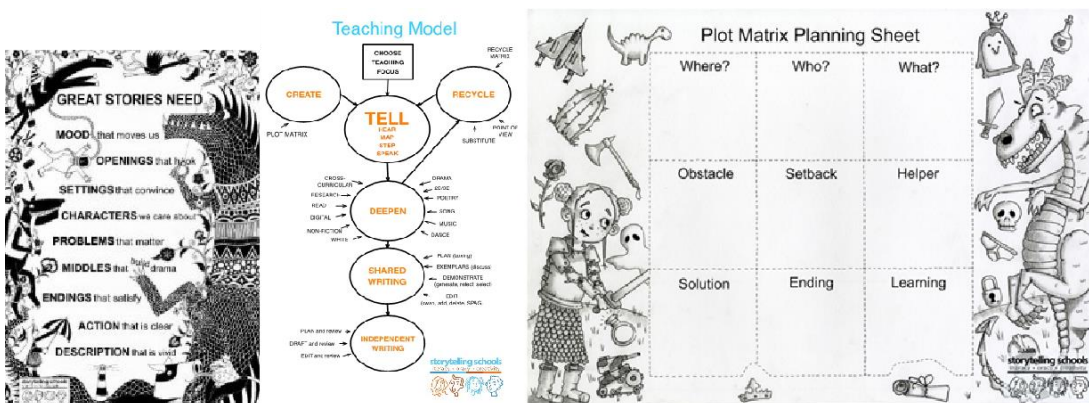 GREAT STORIES NEED
MOOD that moves us
OPENINGS that hook
SETTINGS that convince
CHARACTERS we care about
PROBLEMS that matter
MIDDLES that build drama
ENDINGS that satisfy
ACTION that is clear
DESCRIPTION that is vivid
storytelling schools
Teaching Model
CHOOSE
TEACHING
FOCUS
RECYCLE
MATRIX
CREATE
RECYCLE
PLOT MATRIX
TELL
HEAR
MAP
STEP
SPEAK
SUBSTITUTE
POINT OF
VIEW
CROSS-
CURRICULAR
RESEARCH
READ
DIGITAL
NON-FICTION
WRITE
DEEPEN
DRAMA
POETRY
SONG
MUSIC
DANCE
SHARED
WRITING
PLAN (boxing)
EXEMPLARS (discuss)
DEMONSTRATE
(generate, reject, select)
EDIT
INDEPENDENT
WRITING
PLAN and review
DRAFT and review
EDIT and review
storytelling schools
Plot Matrix Planning Sheet
Where?
Who?
What?
Obstacle
Setback
Helper
Solution
Ending
Learning
storytelling schools